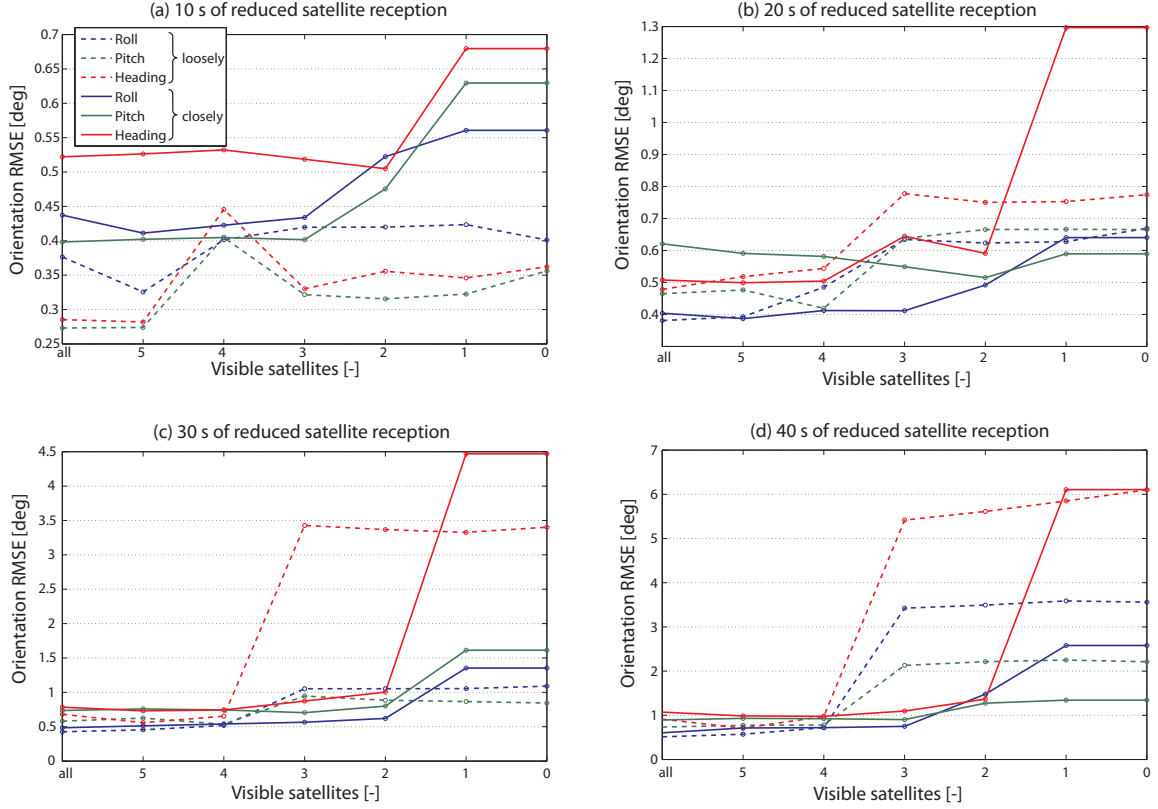 (a) 10 s of reduced satellite reception
0.7
0.65
0.6
0.55
0.5
0.45
0.4
0.35
0.3
0.25
Orientation RMSE [deg]
Roll
Pitch
Heading
loosely
Roll
Pitch
Heading
closely
all 5 4 3 2 1 0
Visible satellites [-]
(b) 20 s of reduced satellite reception
1.3
1.2
1.1
1
0.9
0.8
0.7
0.6
0.5
0.4
Orientation RMSE [deg]
all 5 4 3 2 1 0
Visible satellites [-]
(c) 30 s of reduced satellite reception
4.5
4
3.5
3
2.5
2
1.5
1
0.5
0
Orientation RMSE [deg]
all 5 4 3 2 1 0
Visible satellites [-]
(d) 40 s of reduced satellite reception
7
6
5
4
3
2
1
0
Orientation RMSE [deg]
all 5 4 3 2 1 0
Visible satellites [-]